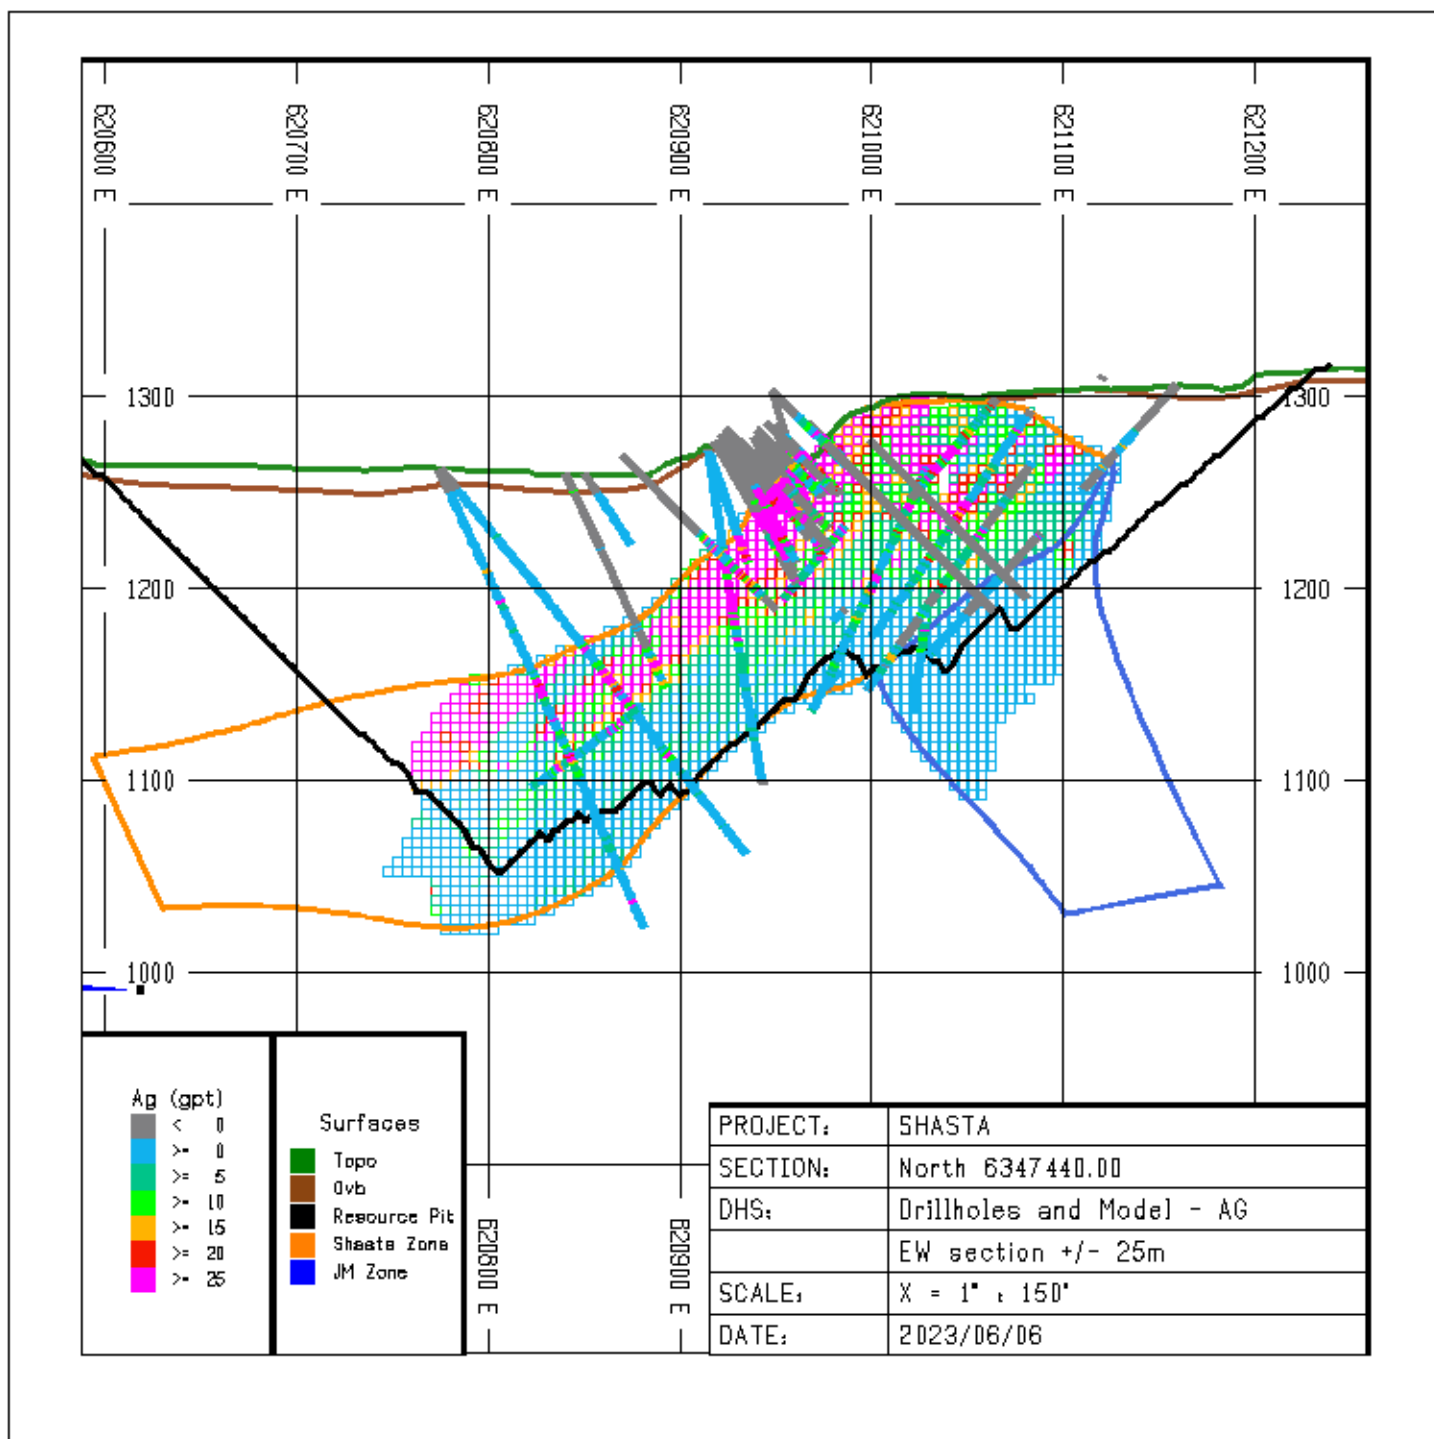 620600 E
620700 E
620800 E
620900 E
621000 E
621100 E
621200 E
1300 1300
1200 1200
1100 1100
1000 1000
Ag (gpt)
< 0
>= 0
>= 5
>= 10
>= 15
>= 20
>= 25
Surfaces
Topo
Ovb
Resource Pit
Shasta Zone
JM Zone
620800 E
620900 E
PROJECT: SHASTA
SECTION: North 6347440.00
DHS: Drillholes and Model - AG
EW section +/- 25m
SCALE: X = 1" : 150"
DATE: 2023/06/06